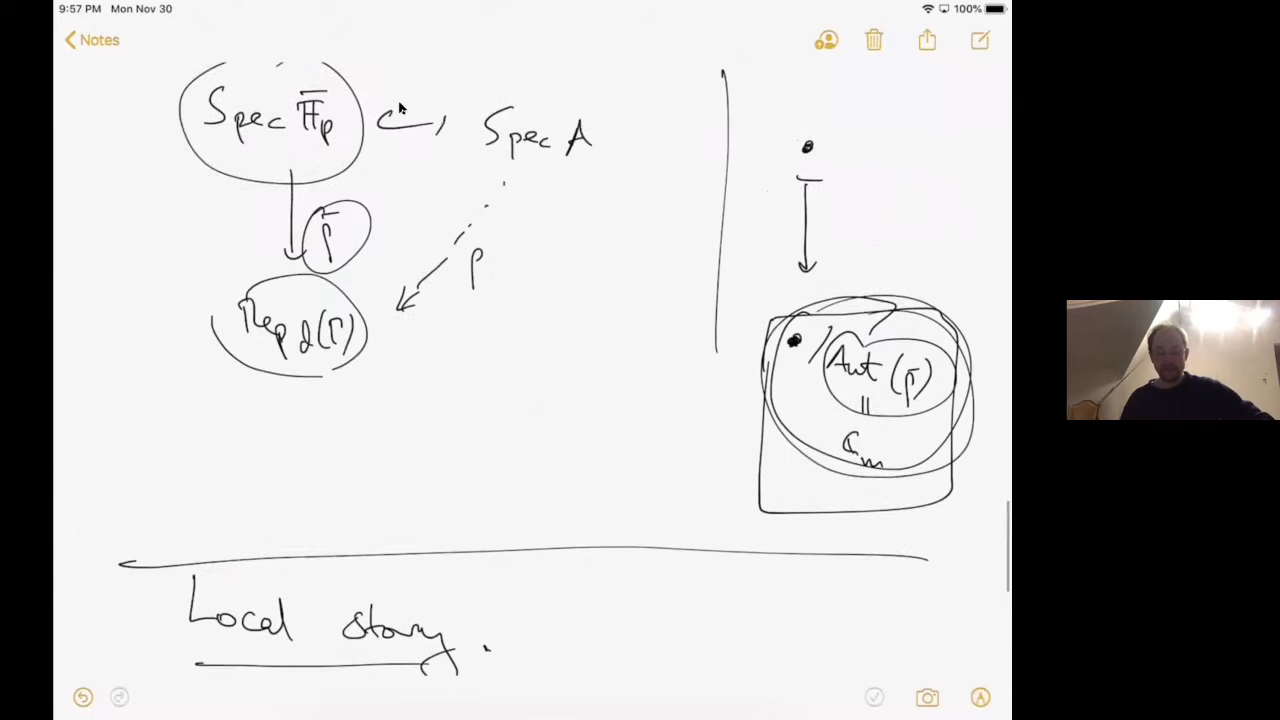 9:57 PM Mon Nov 30
100%
Notes
Spec F̄p ↪ Spec A
ρ̄
ρ
Rep d(Γ)
• / Aut(ρ̄)
||
Gm
Local story.